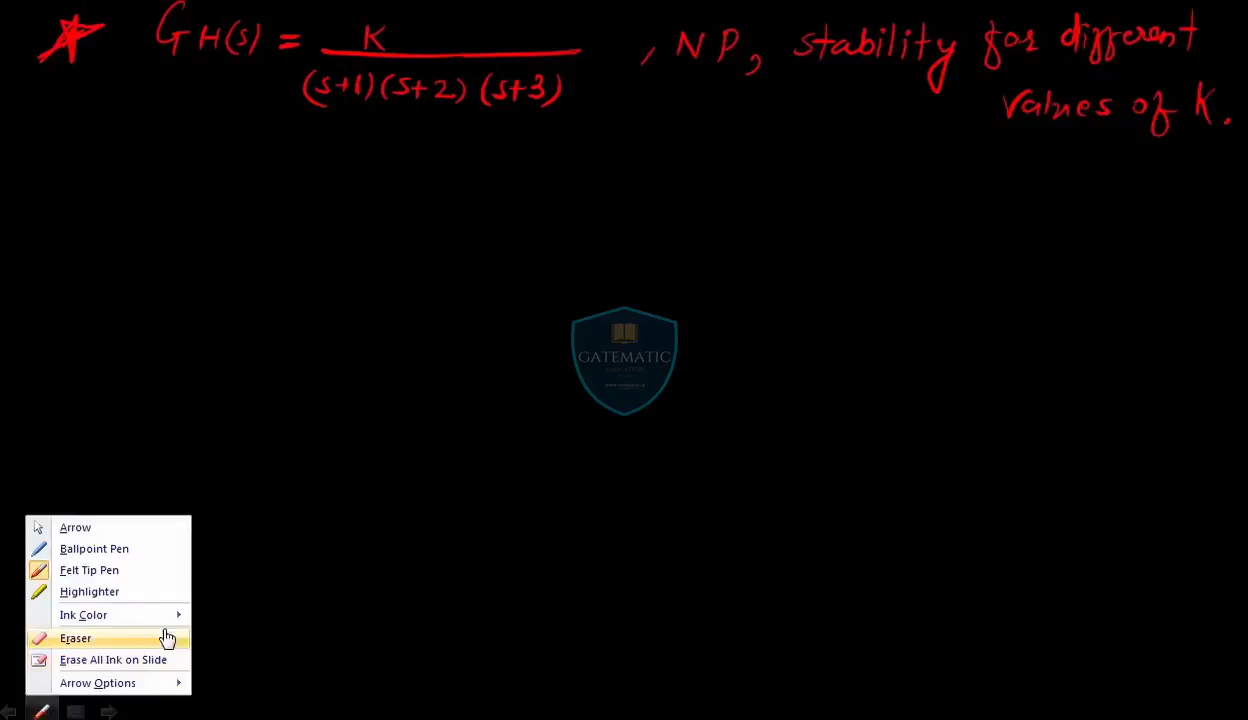 GH(s) = K / (s+1)(s+2)(s+3) , NP, stability for different
values of K.
GATEMATIC
Arrow
Ballpoint Pen
Felt Tip Pen
Highlighter
Ink Color
Eraser
Erase All Ink on Slide
Arrow Options